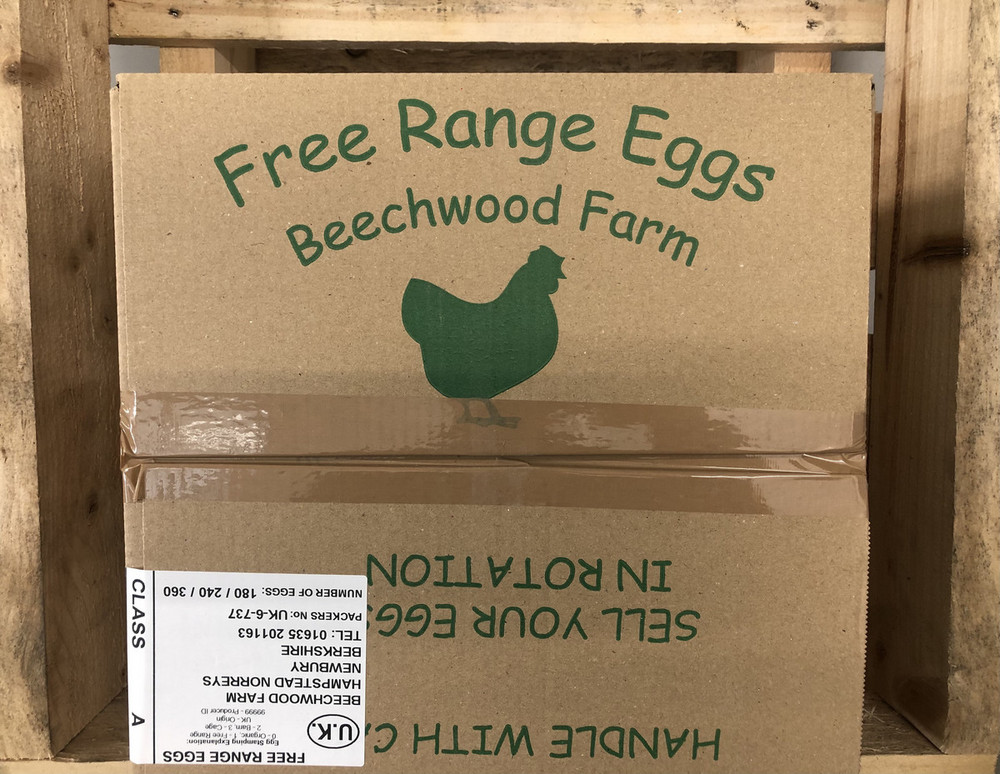 Free Range Eggs
Beechwood Farm
HANDLE WITH
SELL YOUR EGGS
IN ROTATION
FREE RANGE EGGS
Egg Stamping Explanation:
0 - Organic, 1 - Free Range
2 - Barn, 3 - Cage
UK - Origin
99999 - Producer ID
U.K.
BEECHWOOD FARM
HAMPSTEAD NORREYS
NEWBURY
BERKSHIRE
TEL: 01635 201163
PACKERS No: UK-6-737
NUMBER OF EGGS: 180 / 240 / 360
CLASS A